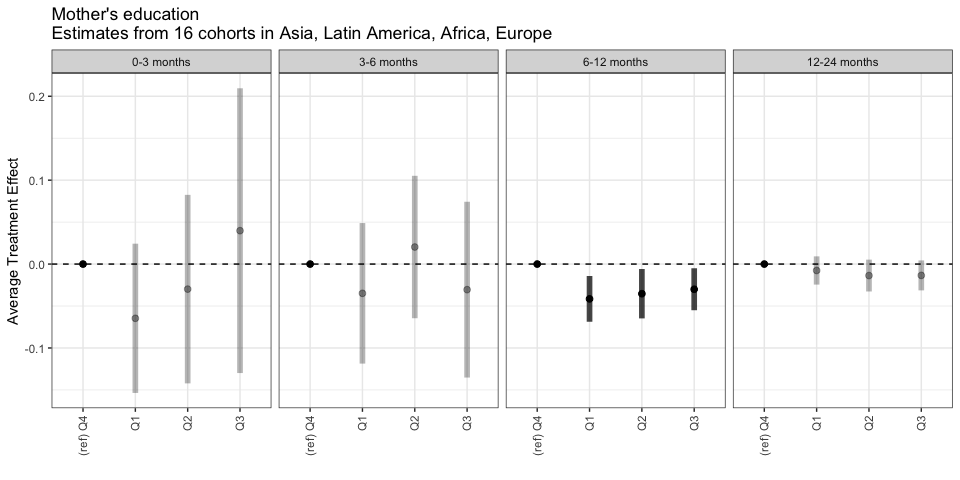 Mother's education
Estimates from 16 cohorts in Asia, Latin America, Africa, Europe
0-3 months
3-6 months
6-12 months
12-24 months
Average Treatment Effect
0.2
0.1
0.0
-0.1
(ref) Q4
Q1
Q2
Q3
(ref) Q4
Q1
Q2
Q3
(ref) Q4
Q1
Q2
Q3
(ref) Q4
Q1
Q2
Q3